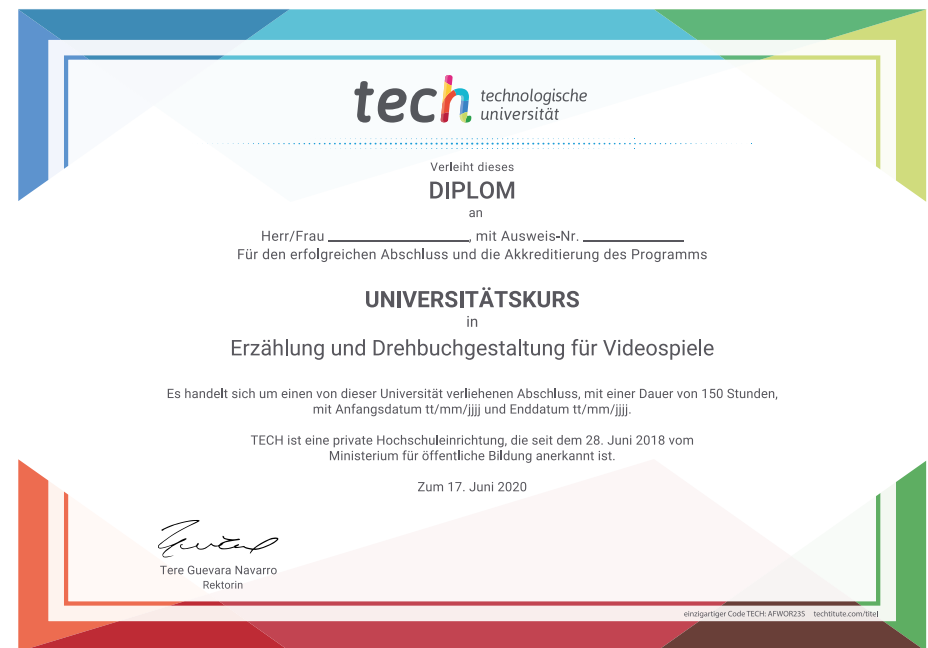 tech technologische
universität
Verleiht dieses
DIPLOM
an
Herr/Frau ____________, mit Ausweis-Nr. ____________
Für den erfolgreichen Abschluss und die Akkreditierung des Programms
UNIVERSITÄTSKURS
in
Erzählung und Drehbuchgestaltung für Videospiele
Es handelt sich um einen von dieser Universität verliehenen Abschluss, mit einer Dauer von 150 Stunden,
mit Anfangsdatum tt/mm/jjjj und Enddatum tt/mm/jjjj.
TECH ist eine private Hochschuleinrichtung, die seit dem 28. Juni 2018 vom
Ministerium für öffentliche Bildung anerkannt ist.
Zum 17. Juni 2020
Tere Guevara Navarro
Rektorin
einzigartiger Code TECH: AFWOR23S techtitute.com/titel